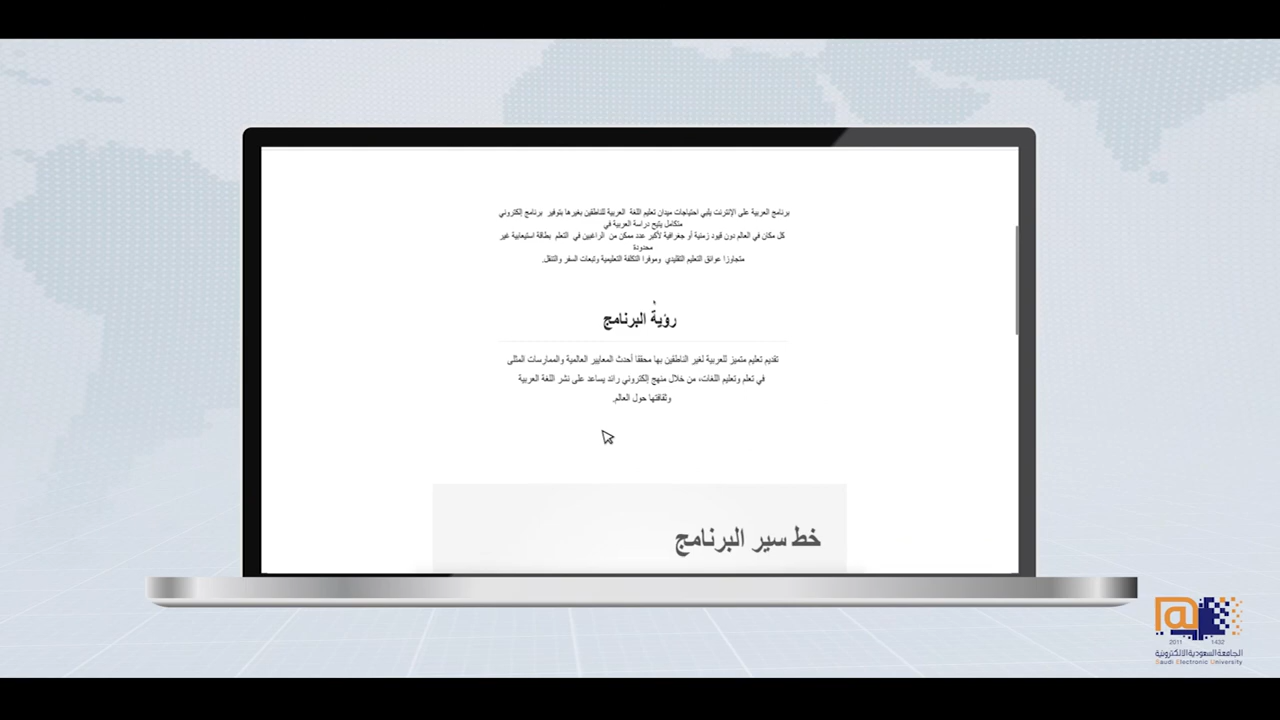 برنامج العربية على الإنترنت يلبي احتياجات ميدان تعليم اللغة العربية للناطقين بغيرها بتوفير برنامج إلكتروني
متكامل يتيح دراسة العربية في
كل مكان في العالم دون قيود زمنية أو جغرافية لأكبر عدد ممكن من الراغبين في التعلم بطاقة استيعابية غير
محدودة
متجاوزا عوائق التعليم التقليدي وموفرا التكلفة التعليمية وتبعات السفر والتنقل.
رؤية البرنامج
تقديم تعليم متميز للعربية لغير الناطقين بها محققا أحدث المعايير العالمية والممارسات المثلى
في تعلم وتعليم اللغات، من خلال منهج إلكتروني رائد يساعد على نشر اللغة العربية
وثقافتها حول العالم.
خط سير البرنامج
@
2011 1432
الجامعة السعودية الالكترونية
Saudi Electronic University